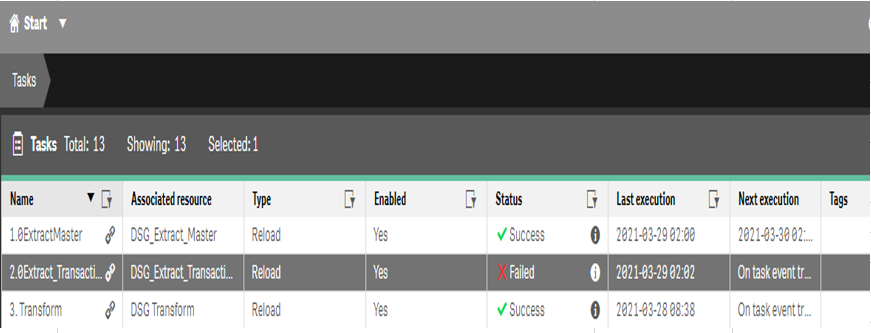 Start
Tasks
Tasks Total: 13 Showing: 13 Selected: 1
Name Associated resource Type Enabled Status Last execution Next execution Tags
1.0ExtractMaster DSG_Extract_Master Reload Yes Success 2021-03-29 02:00 2021-03-30 02:...
2.0Extract_Transacti... DSG_Extract_Transacti... Reload Yes Failed 2021-03-29 02:02 On task event tr...
3. Transform DSG Transform Reload Yes Success 2021-03-28 08:38 On task event tr...